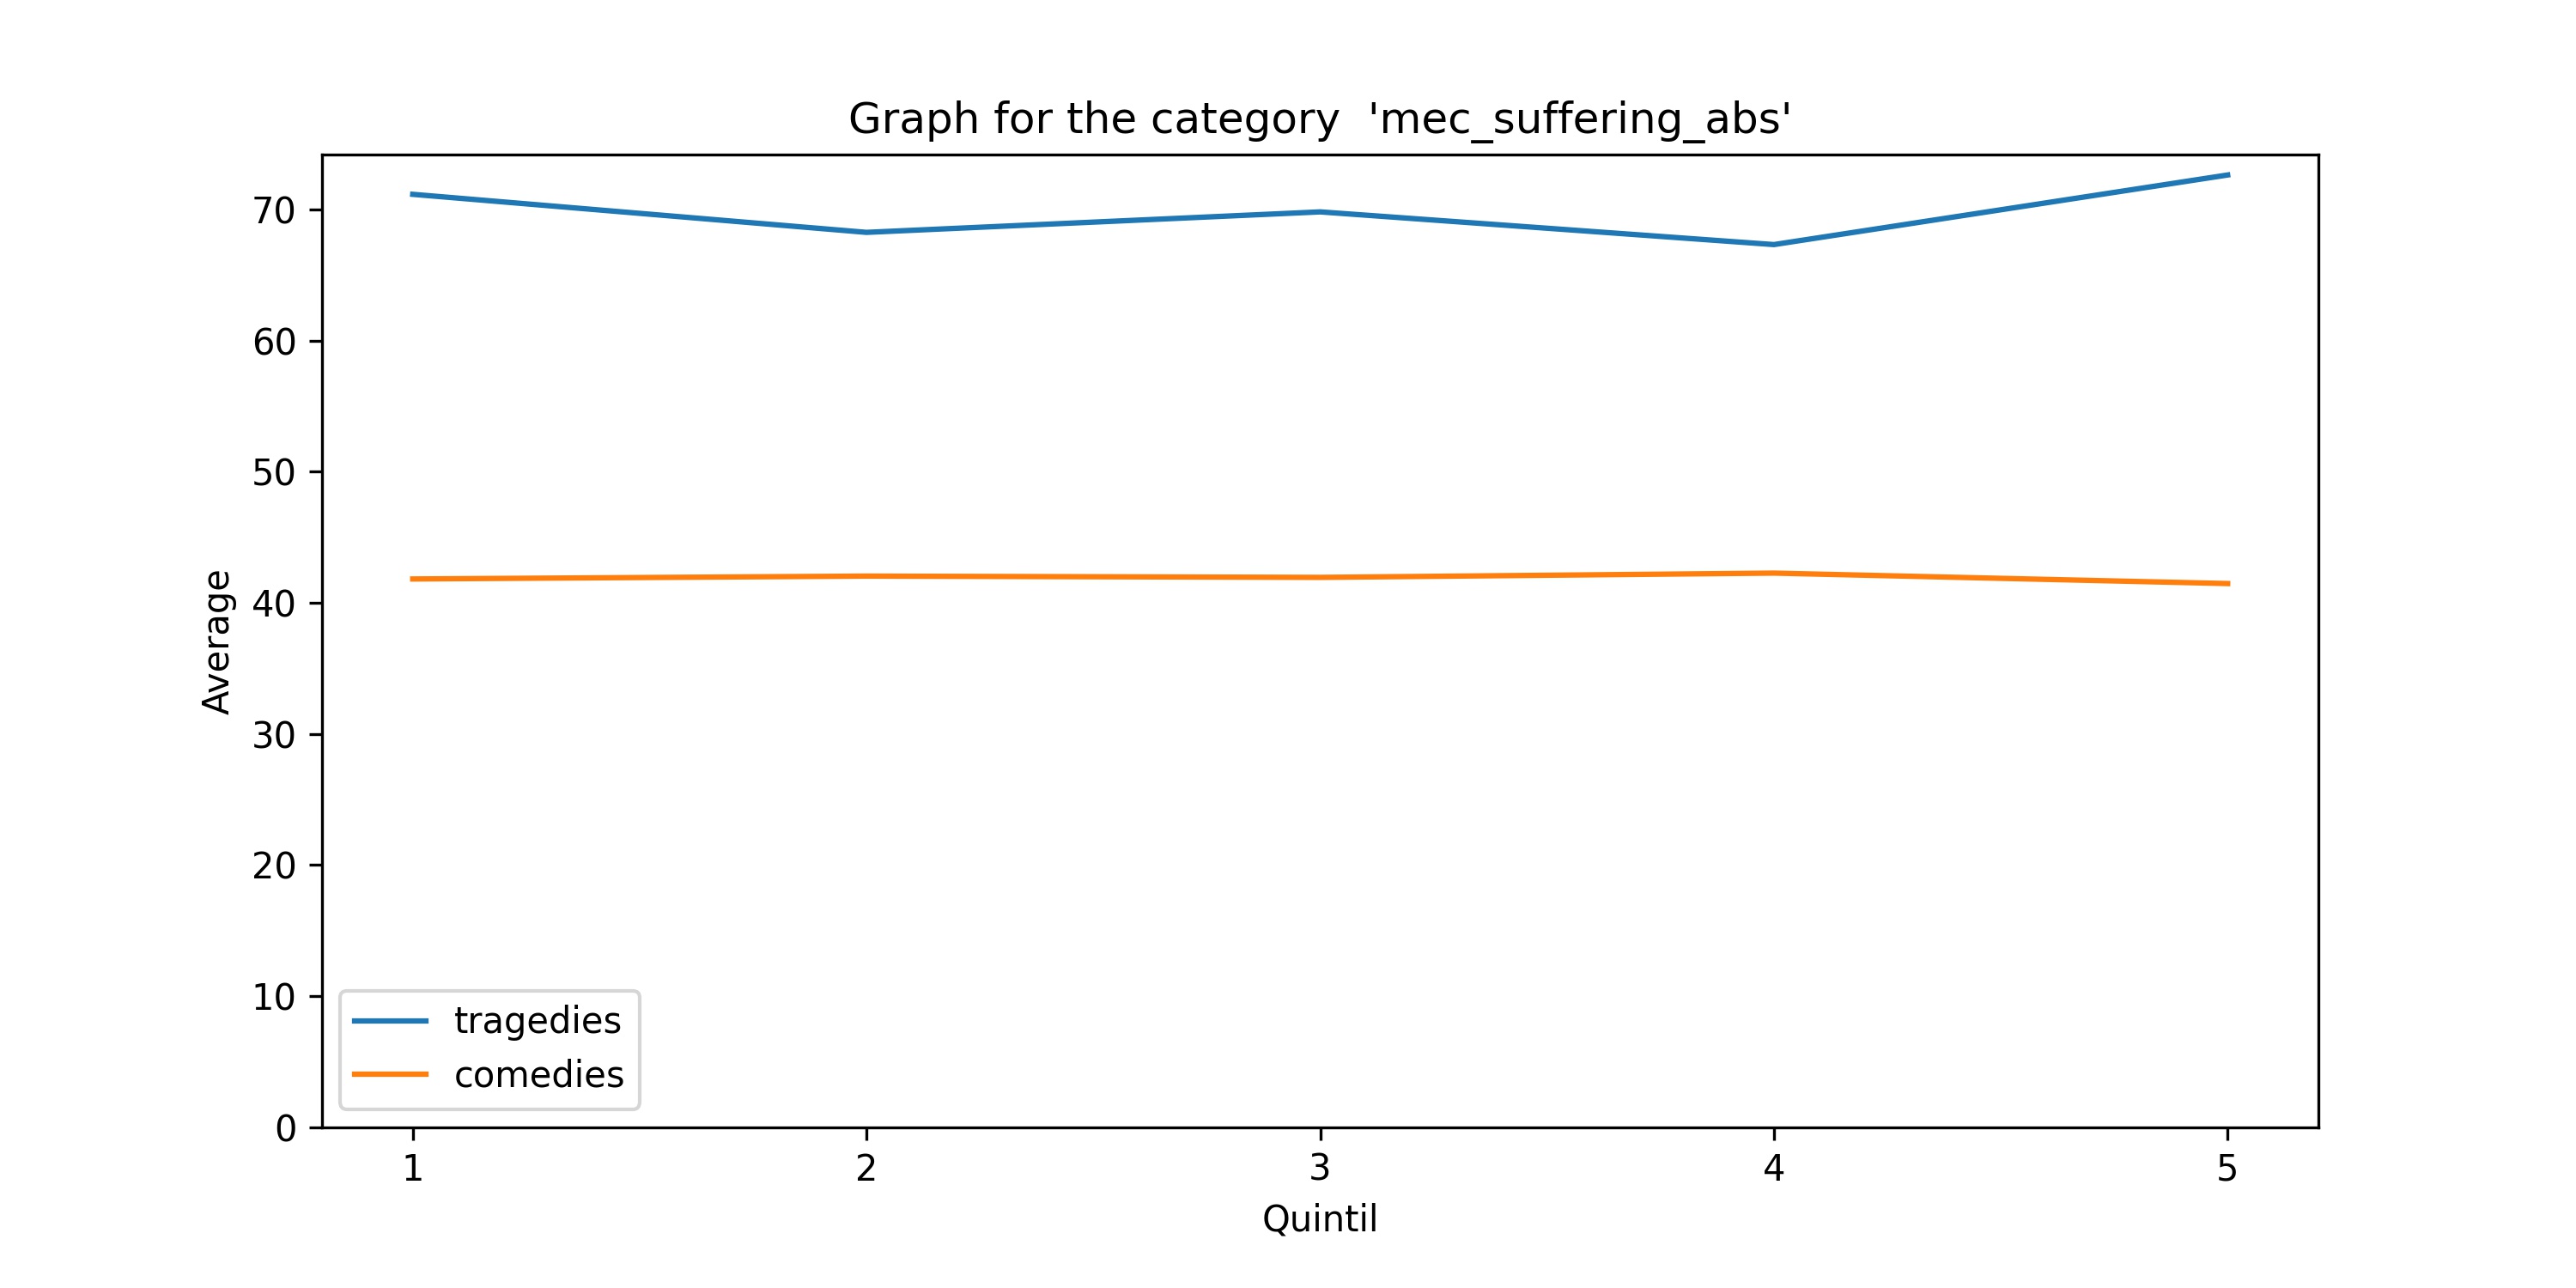 Graph for the category  'mec_suffering_abs'
70
60
50
40
30
20
10
0
Average
tragedies
comedies
1 2 3 4 5
Quintil